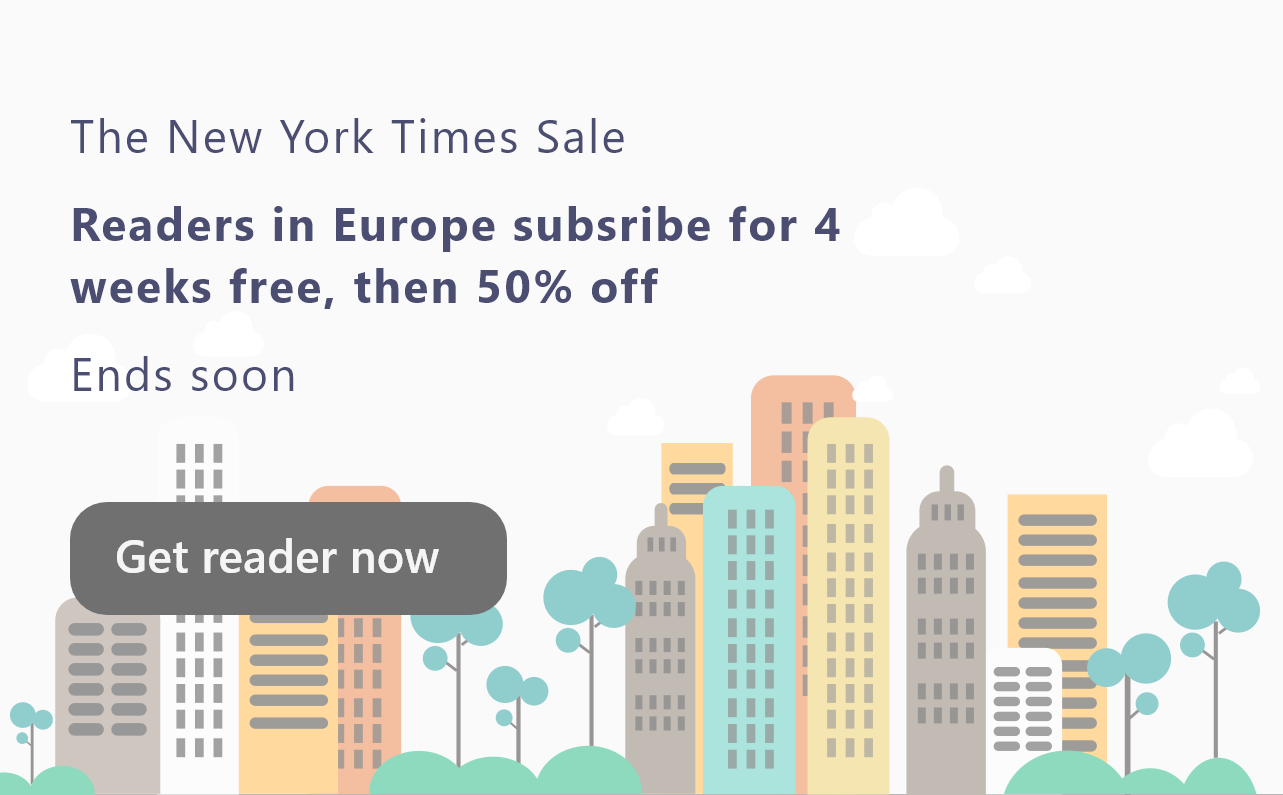 The New York Times Sale
Readers in Europe subsribe for 4
weeks free, then 50% off
Ends soon
Get reader now